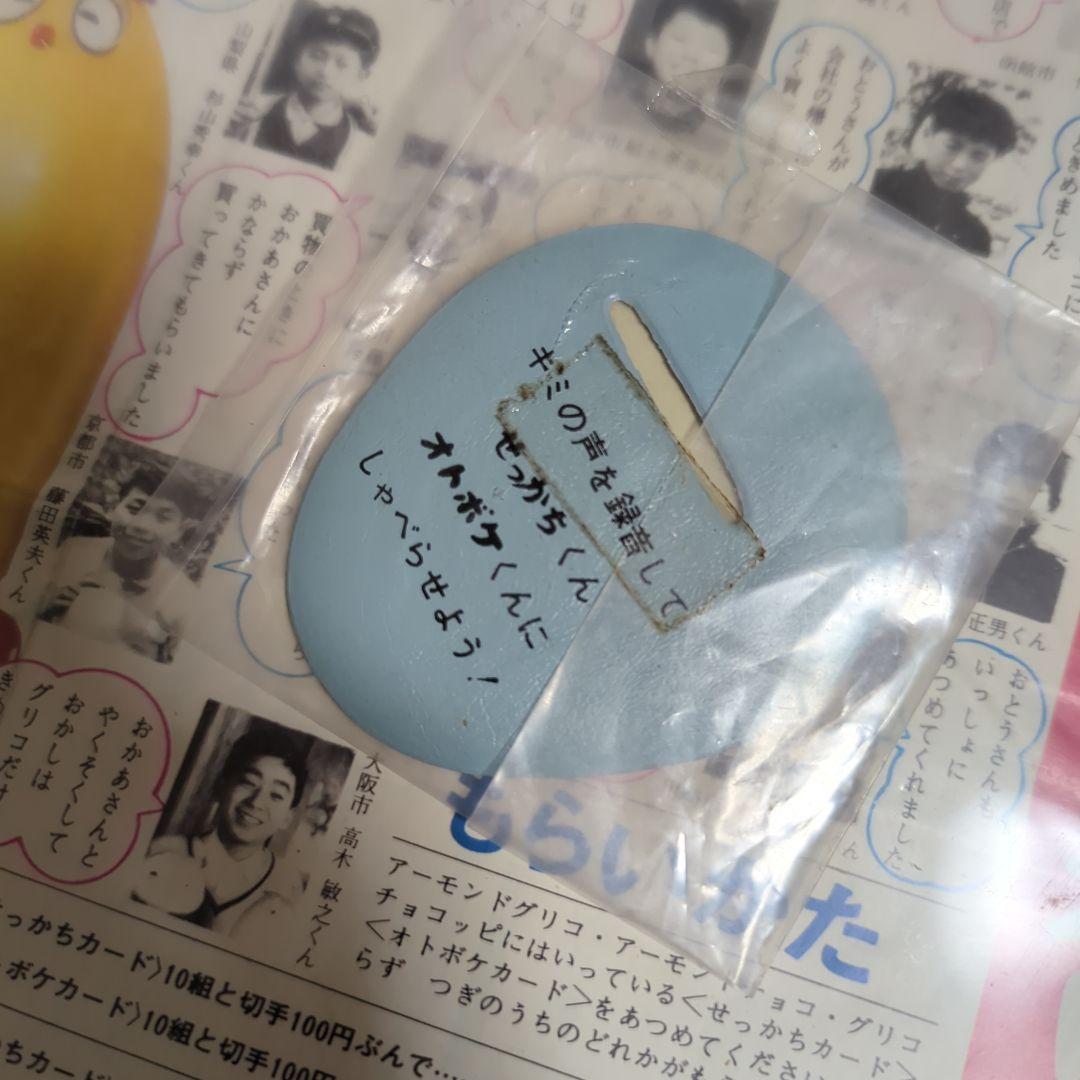 キミの声を録音して
せっかちくん
オトボケくんに
しゃべらせよう!
山梨県
おとうさんが
会社の帰
よく買
函館市
買物のときに
おかあさんに
かならず
買ってきてもらいました
京都市 藤田英夫くん
正男くん
おとうさんも
いっしょに
あつめてくれました
おかあさんと
やくそくして
おかしは
グリコだけ
大阪市 高木敏之くん
もらいかた
アーモンドグリコ・アーモンドチョコ・グリコ
チョコッピにはいっている<せっかちカード>
<オトボケカード>をあつめてくださ
らず つぎのうちのどれかがも
せっかちカード〉10組と切手100円ぶんで‥‥
ボケカード〉10組と切手100円